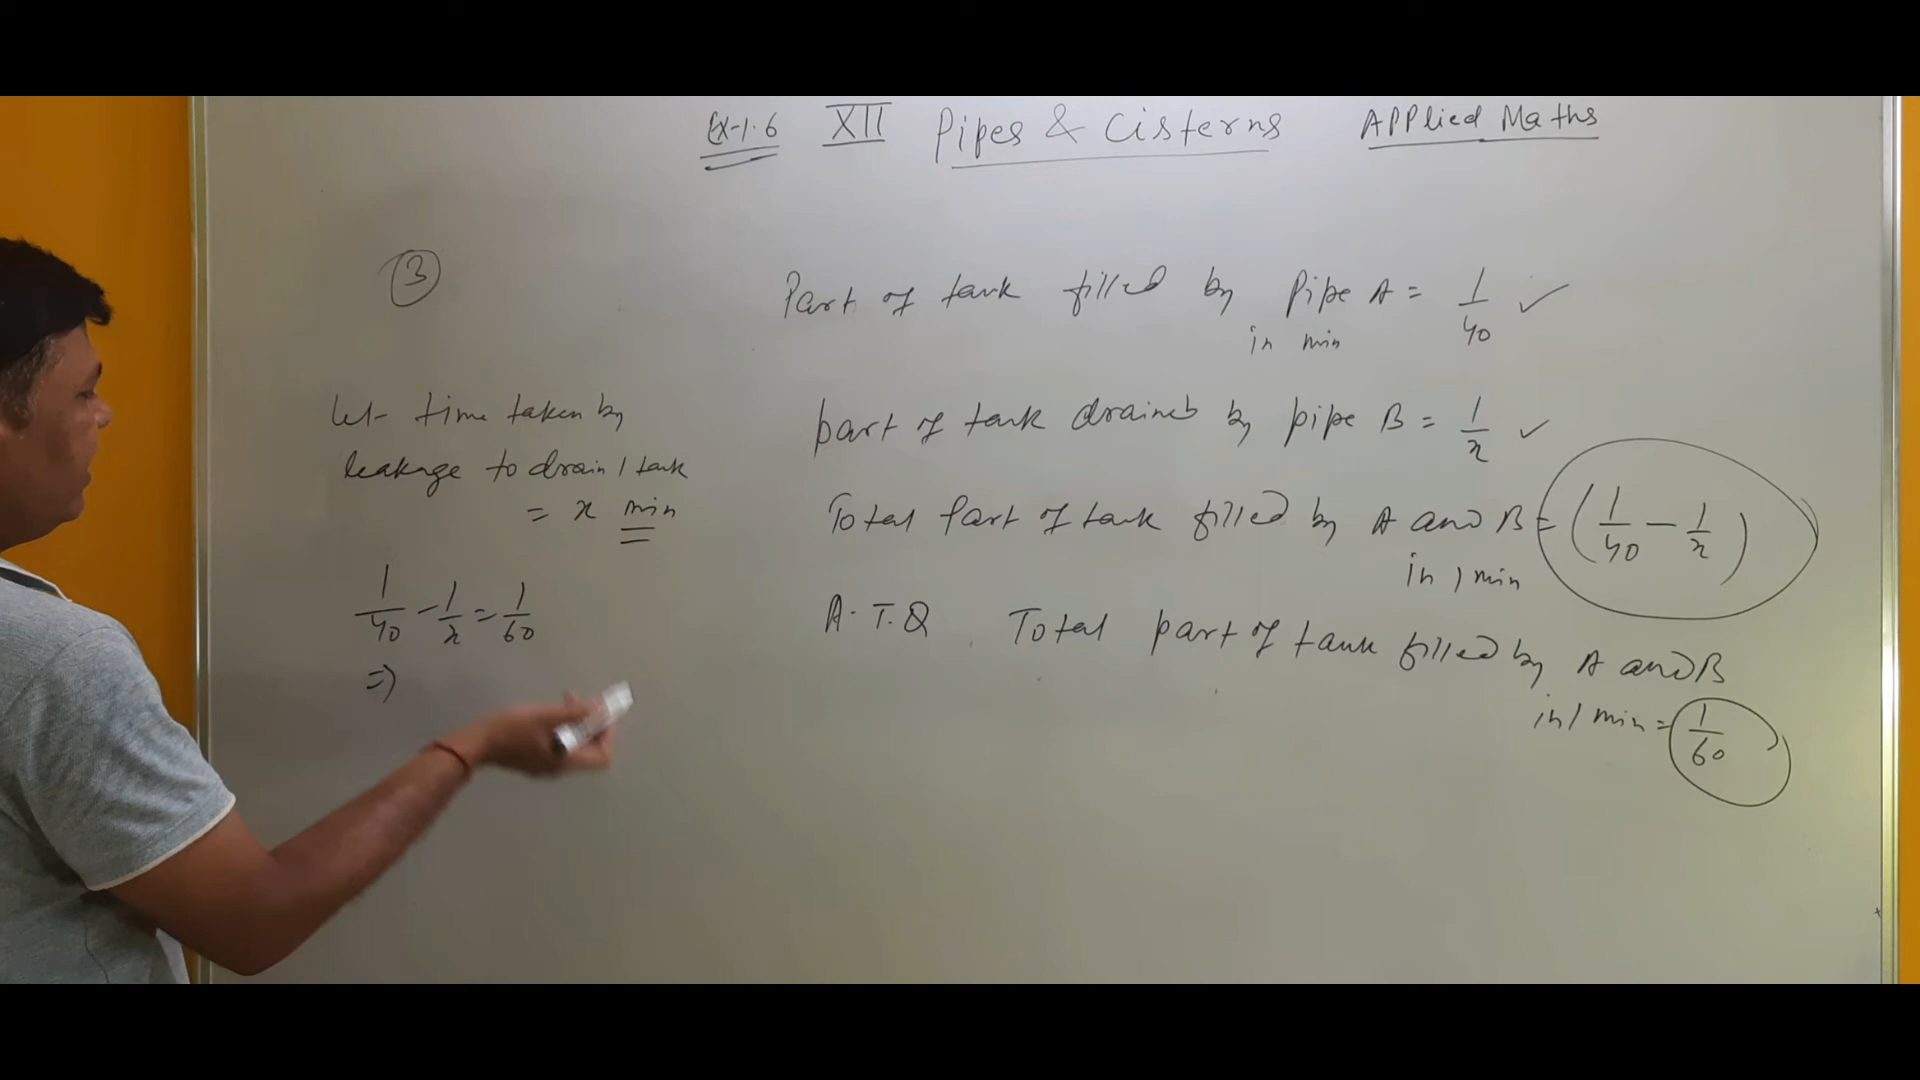 Ex-1.6 XII Pipes & Cisterns Applied Maths
3
Part of tank filled by Pipe A = 1/40 ✓
in min
let time taken by
leakage to drain 1 tank
= x min
part of tank drained by pipe B = 1/x ✓
Total Part of tank filled by A and B = (1/40 - 1/x)
in 1 min
1/40 - 1/x = 1/60
=>
A.T.Q Total part of tank filled by A and B
in 1 min = 1/60